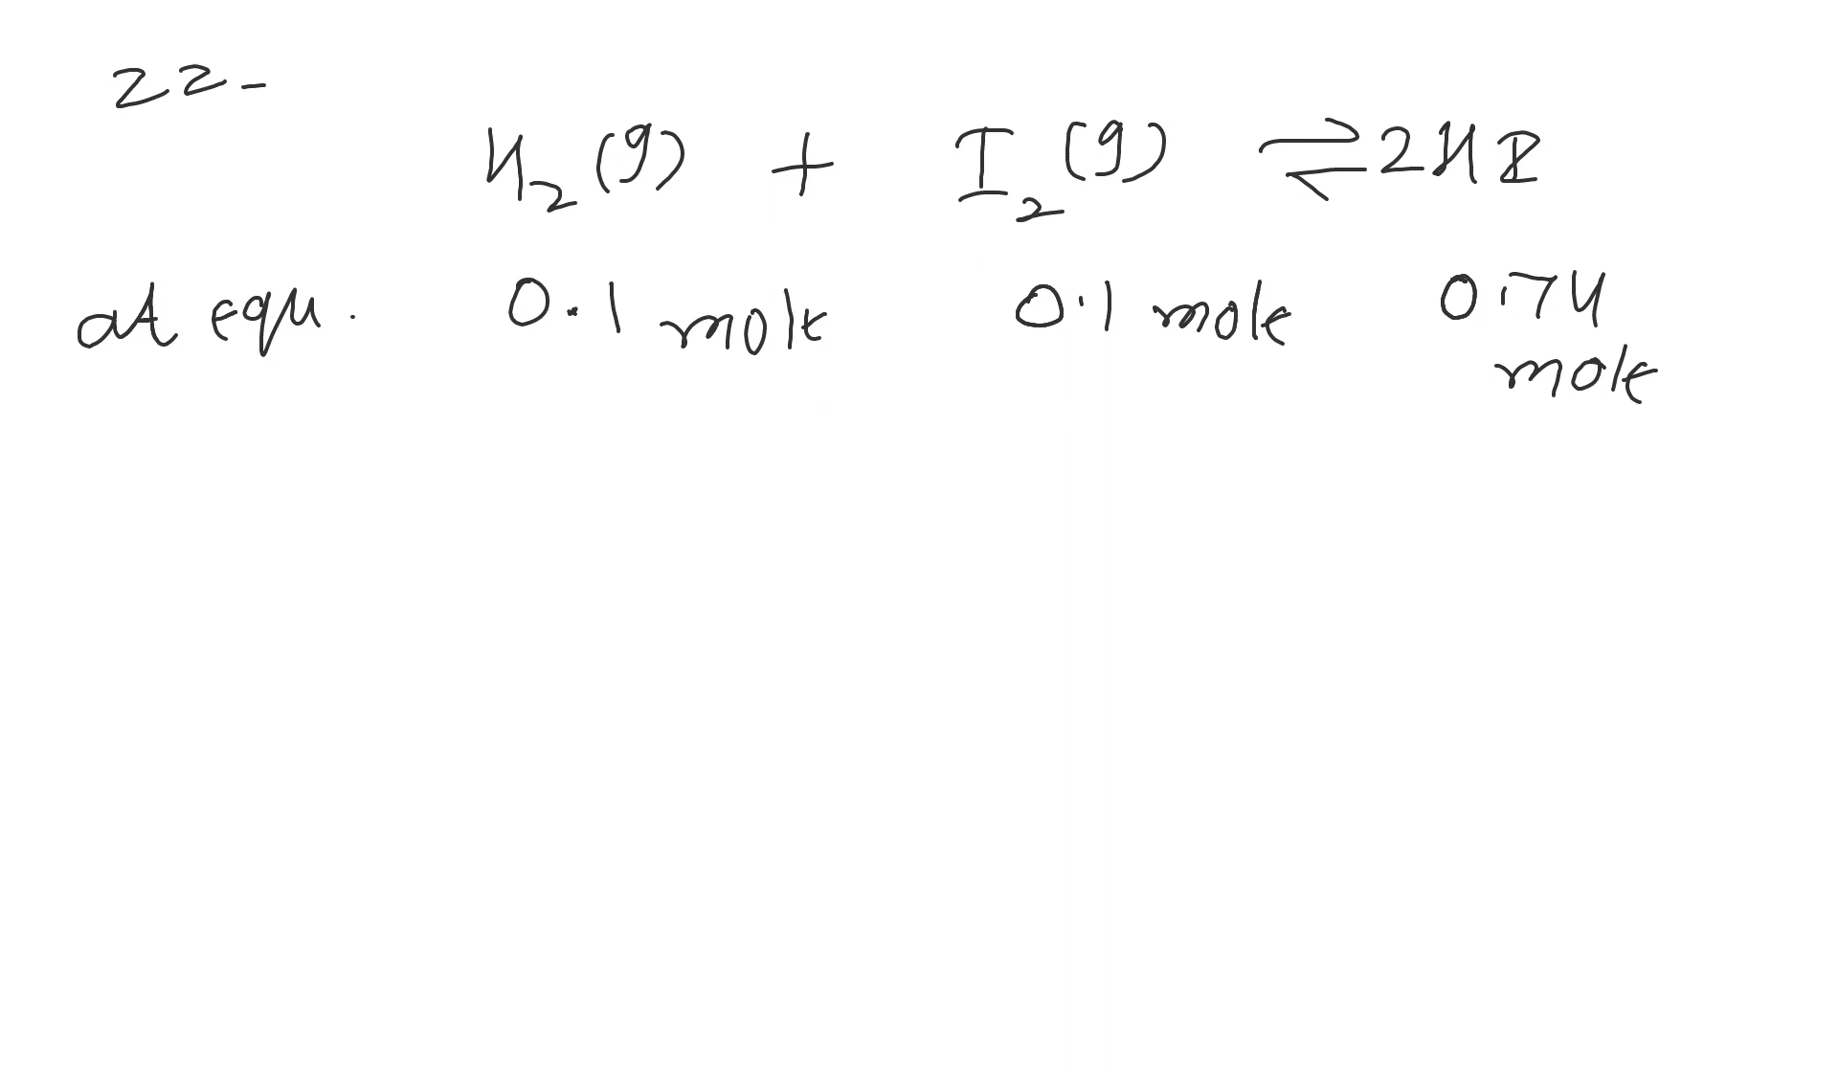 22-
H₂(g) + I₂(g) ⇌ 2HI
at equ. 0.1 mole 0.1 mole 0.74
mole